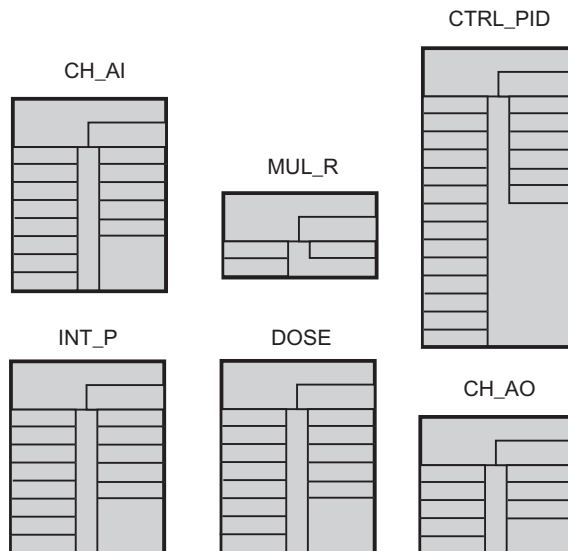 CTRL_PID
CH_AI
MUL_R
INT_P
DOSE
CH_AO